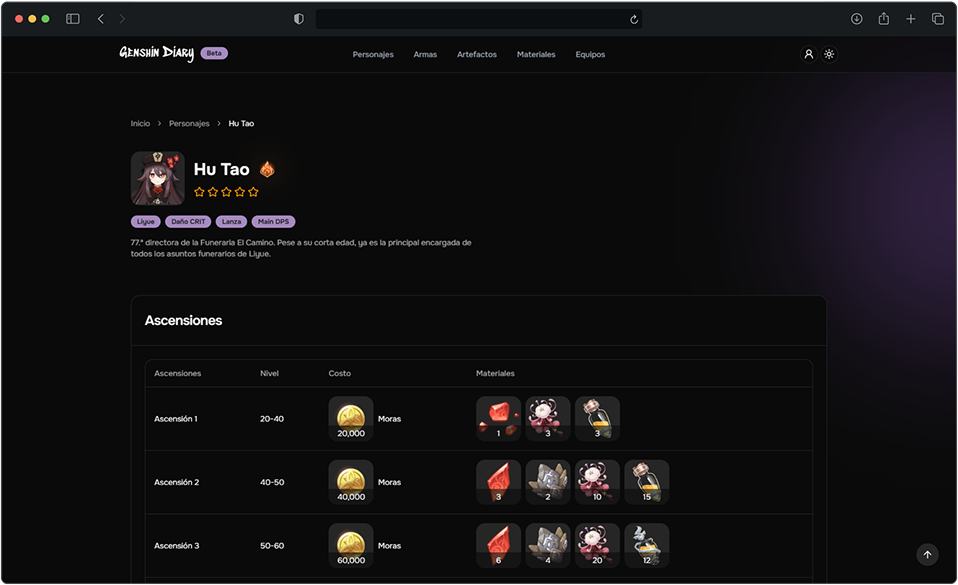 Genshin Diary Beta Personajes Armas Artefactos Materiales Equipos
Inicio > Personajes > Hu Tao
Hu Tao
Liyue Daño CRIT Lanza Main DPS
77.ª directora de la Funeraria El Camino. Pese a su corta edad, ya es la principal encargada de
todos los asuntos funerarios de Liyue.
Ascensiones
Ascensiones Nivel Costo Materiales
Ascensión 1 20-40 20,000 Moras 1 3 3
Ascensión 2 40-50 40,000 Moras 3 2 10 15
Ascensión 3 50-60 60,000 Moras 6 4 20 12